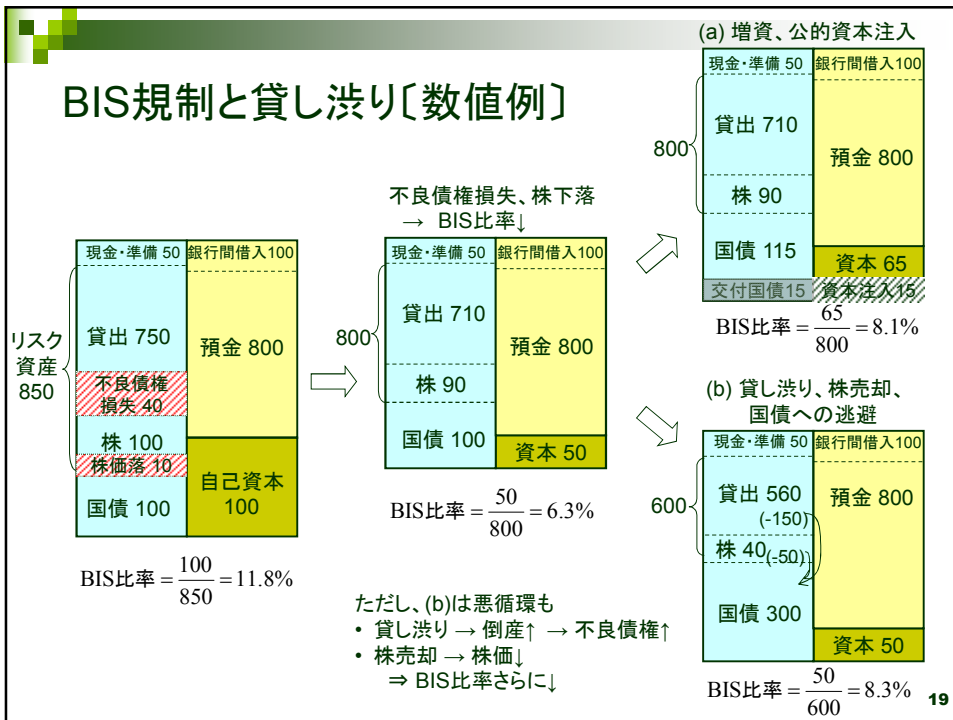 BIS規制と貸し渋り〔数値例〕
リスク
資産
850
現金・準備 50
銀行間借入100
貸出 750
預金 800
不良債権
損失 40
株 100
株価落 10
国債 100
自己資本
100
BIS比率 = 100/850 = 11.8%
不良債権損失、株下落
→ BIS比率↓
800
現金・準備 50
銀行間借入100
貸出 710
預金 800
株 90
国債 100
資本 50
BIS比率 = 50/800 = 6.3%
(a) 増資、公的資本注入
800
現金・準備 50
銀行間借入100
貸出 710
預金 800
株 90
国債 115
資本 65
交付国債15
資本注入15
BIS比率 = 65/800 = 8.1%
(b) 貸し渋り、株売却、
国債への逃避
600
現金・準備 50
銀行間借入100
貸出 560
(-150)
預金 800
株 40(-50)
国債 300
資本 50
BIS比率 = 50/600 = 8.3%
ただし、(b)は悪循環も
• 貸し渋り → 倒産↑ → 不良債権↑
• 株売却 → 株価↓
⇒ BIS比率さらに↓
19